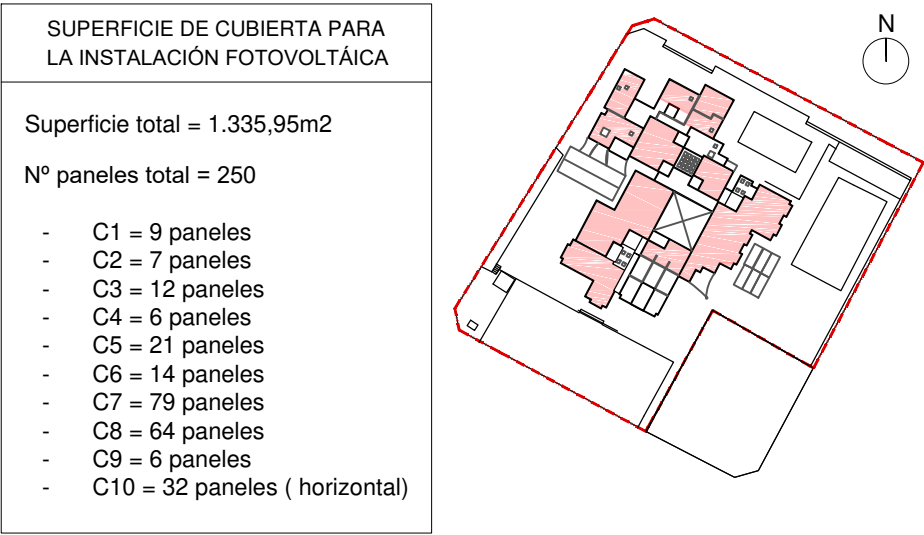 SUPERFICIE DE CUBIERTA PARA
LA INSTALACIÓN FOTOVOLTÁICA
Superficie total = 1.335,95m2
Nº paneles total = 250
- C1 = 9 paneles
- C2 = 7 paneles
- C3 = 12 paneles
- C4 = 6 paneles
- C5 = 21 paneles
- C6 = 14 paneles
- C7 = 79 paneles
- C8 = 64 paneles
- C9 = 6 paneles
- C10 = 32 paneles ( horizontal)
N